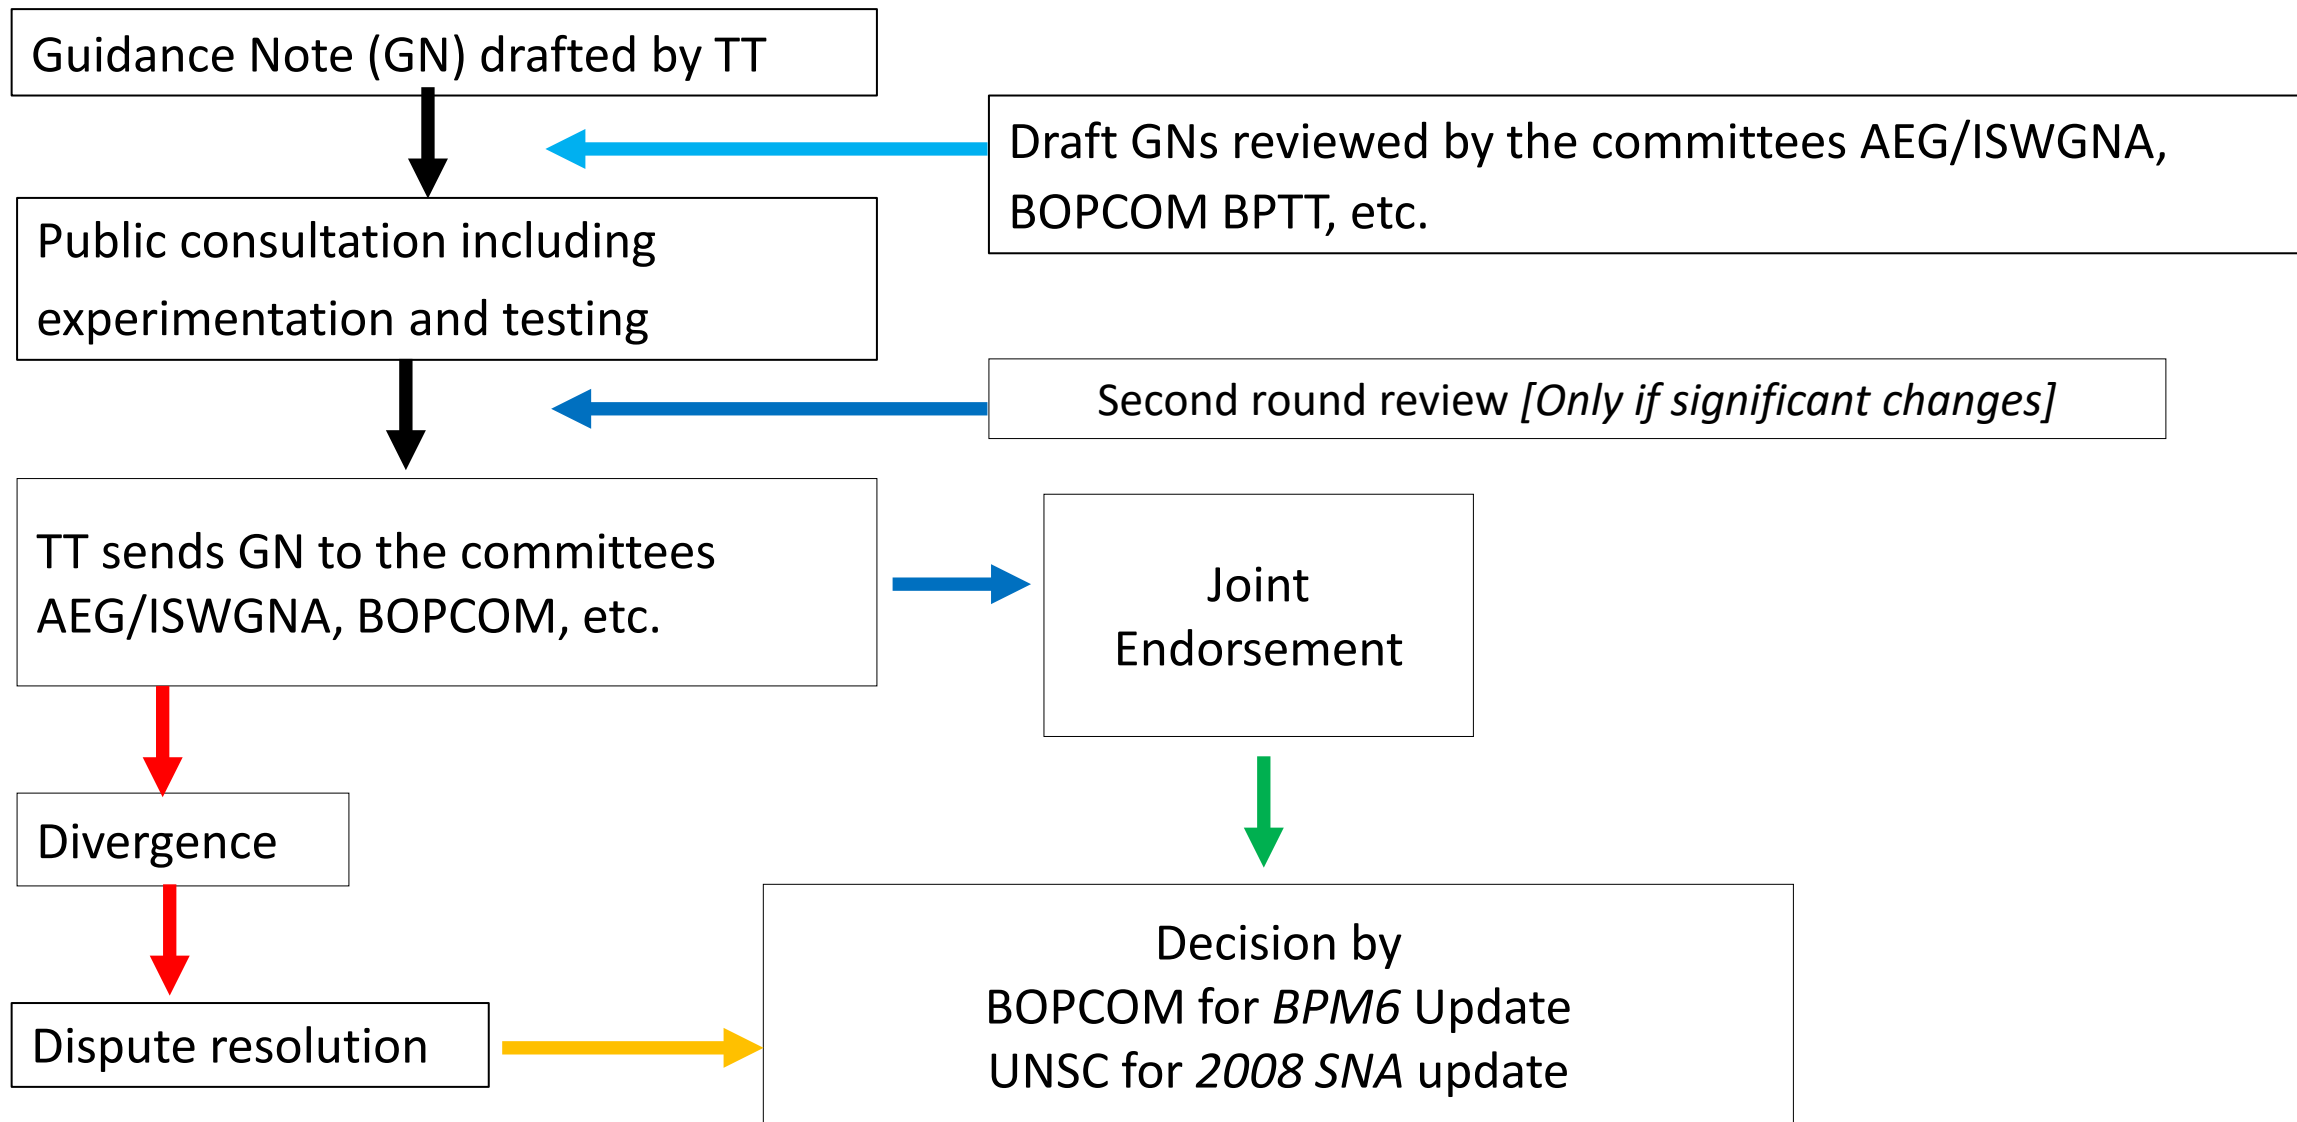 Guidance Note (GN) drafted by TT
Draft GNs reviewed by the committees AEG/ISWGNA,
BOPCOM BPTT, etc.
Public consultation including
experimentation and testing
Second round review [Only if significant changes]
TT sends GN to the committees
AEG/ISWGNA, BOPCOM, etc.
Joint
Endorsement
Divergence
Dispute resolution
Decision by
BOPCOM for BPM6 Update
UNSC for 2008 SNA update